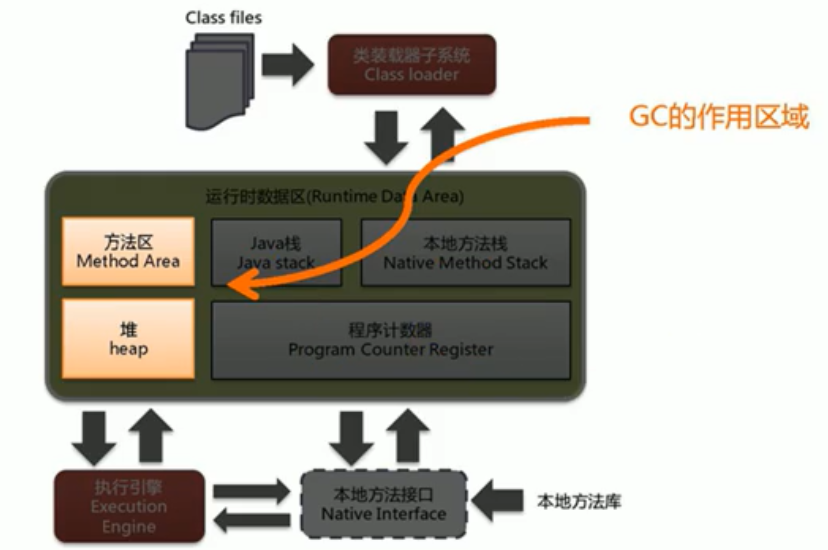 Class files
类装载器子系统
Class loader
GC的作用区域
运行时数据区(Runtime Data Area)
方法区
Method Area
Java栈
Java stack
本地方法栈
Native Method Stack
堆
heap
程序计数器
Program Counter Register
执行引擎
Execution
Engine
本地方法接口
Native Interface
本地方法库